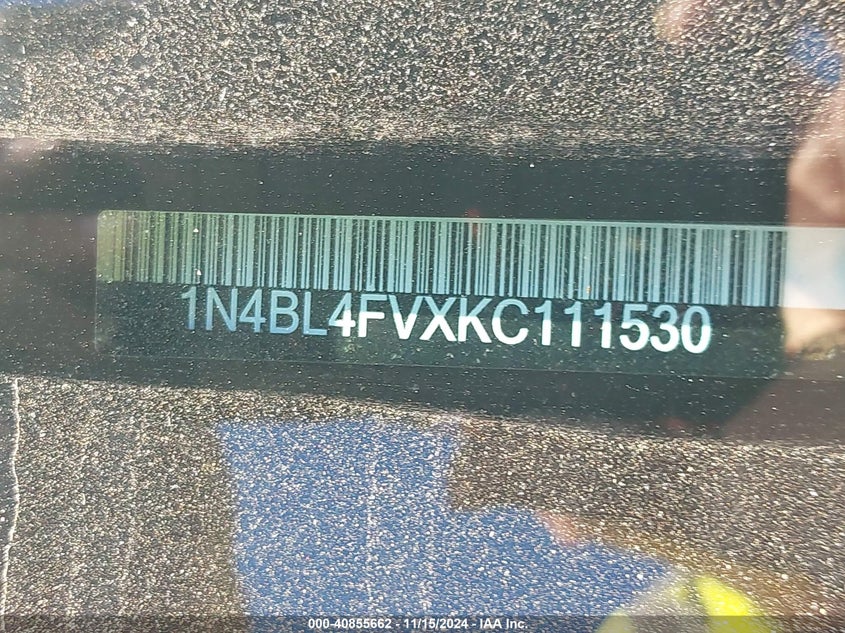 1N4BL4FVXKC111530
000-40855662 - 11/15/2024 - IAA Inc.